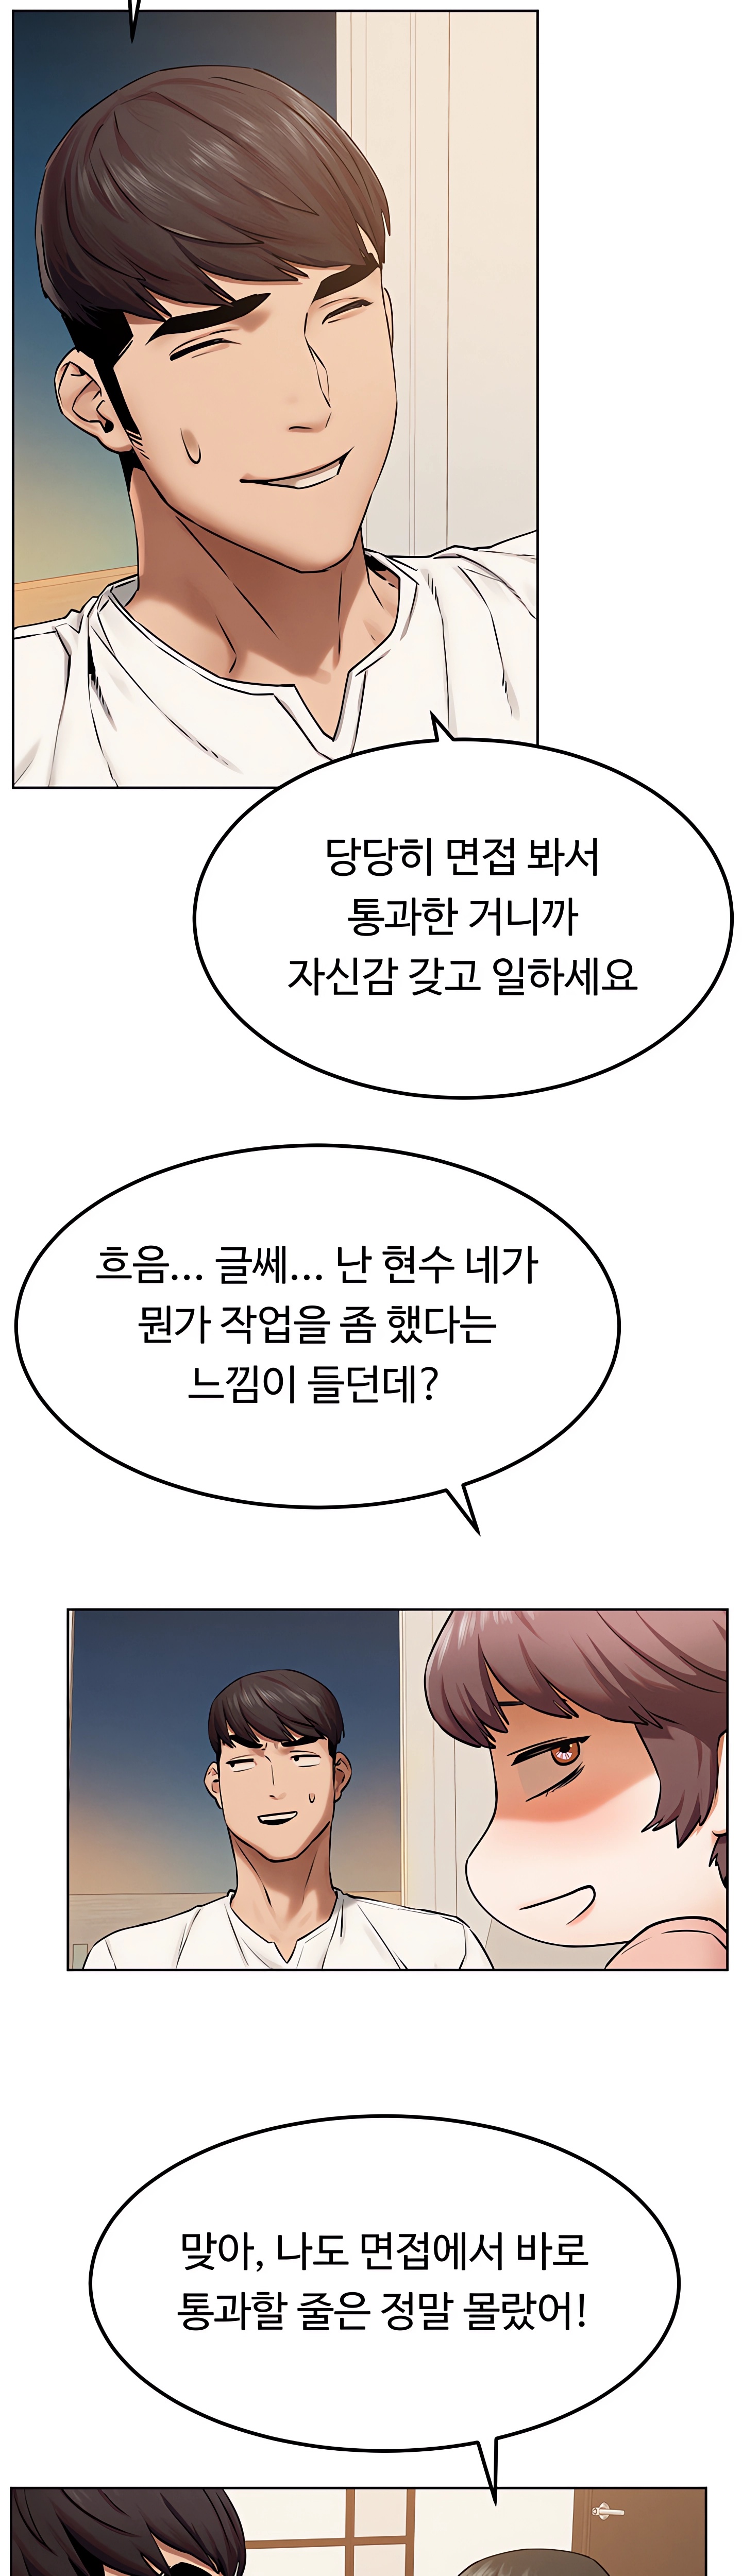 당당히 면접 봐서
통과한 거니까
자신감 갖고 일하세요
흐음... 글쎄... 난 현수 네가
뭔가 작업을 좀 했다는
느낌이 들던데?
맞아, 나도 면접에서 바로
통과할 줄은 정말 몰랐어!